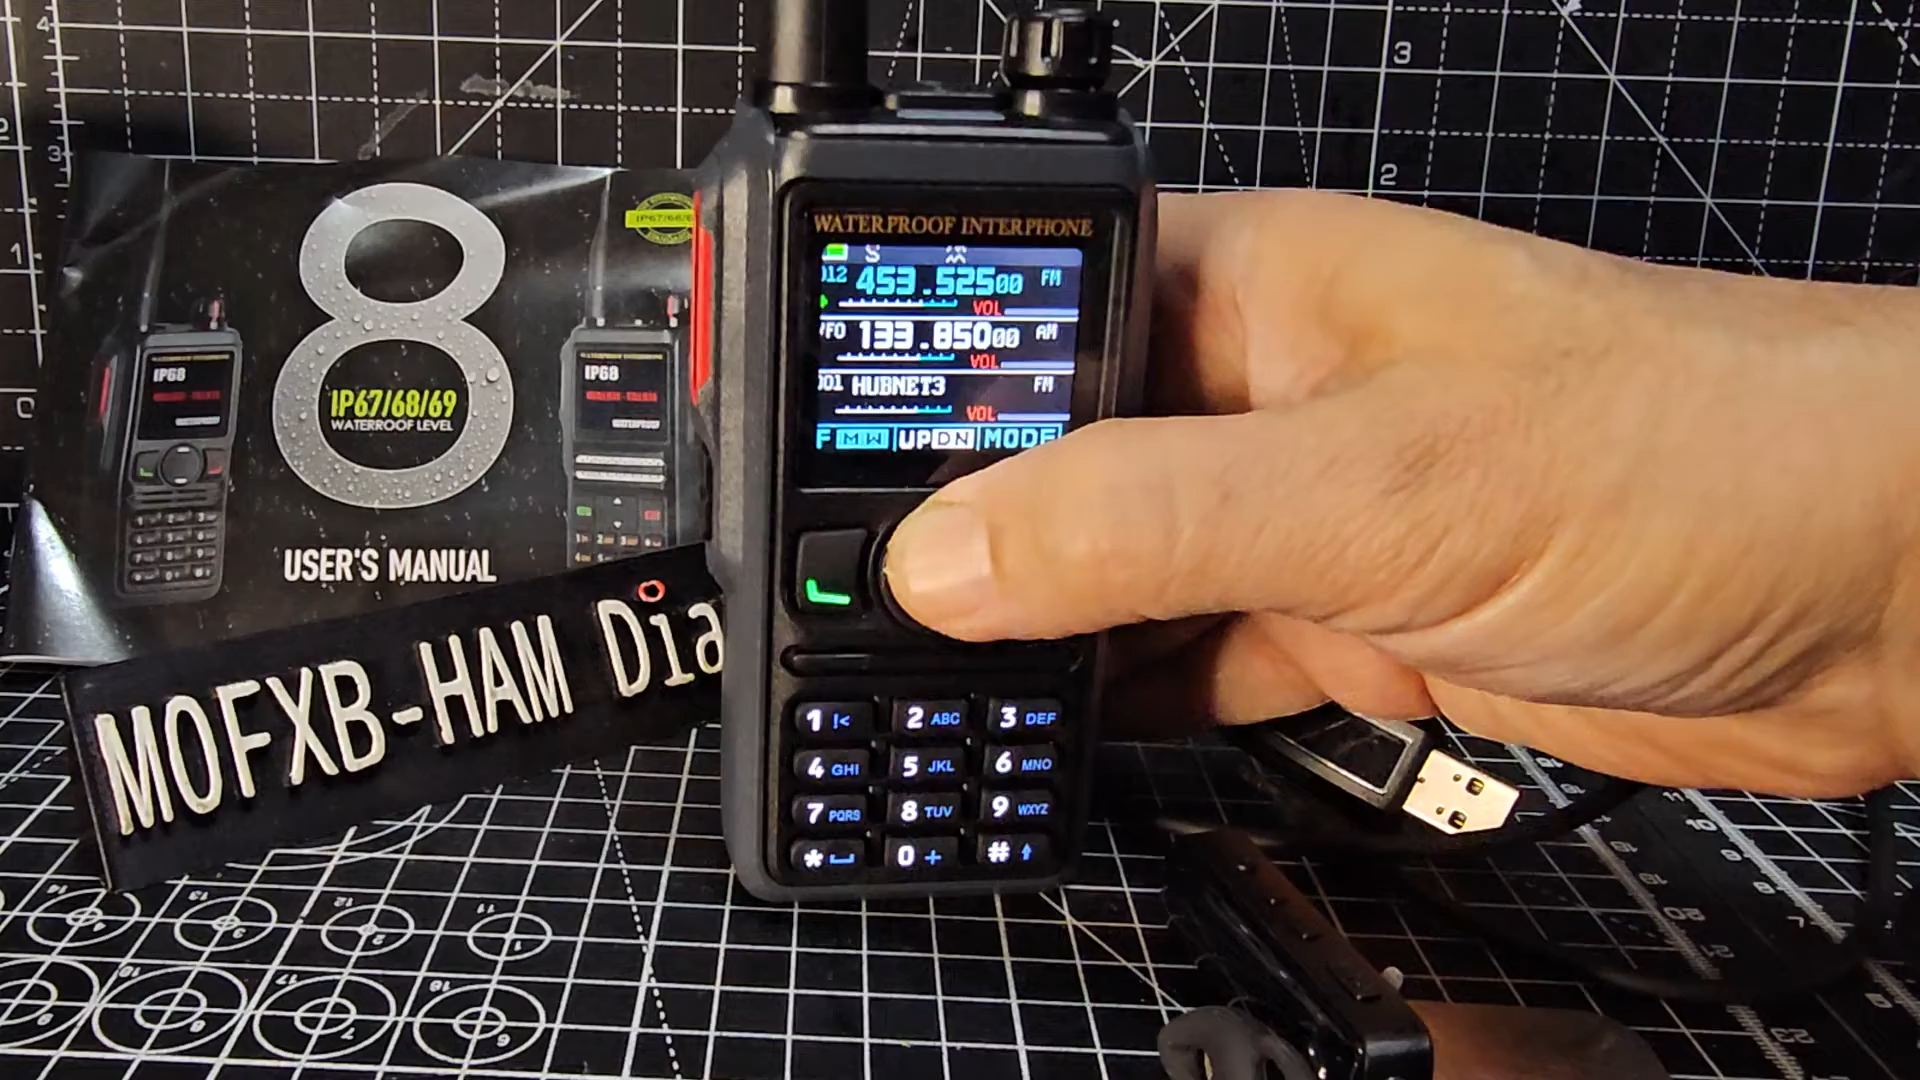 WATERPROOF INTERPHONE
S
012 453.52500 FM
VOL
VFO 133.85000 AM
VOL
001 HUBNET3 FM
VOL
F MW UP DN MODE
1 !<
2 ABC
3 DEF
4 GHI
5 JKL
6 MNO
7 PQRS
8 TUV
9 WXYZ
*
0 +
#
8
IP67/68/69
WATERROOF LEVEL
IP68
IP68
USER'S MANUAL
M0FXB-HAM Dia
4
3
1
0
3
2